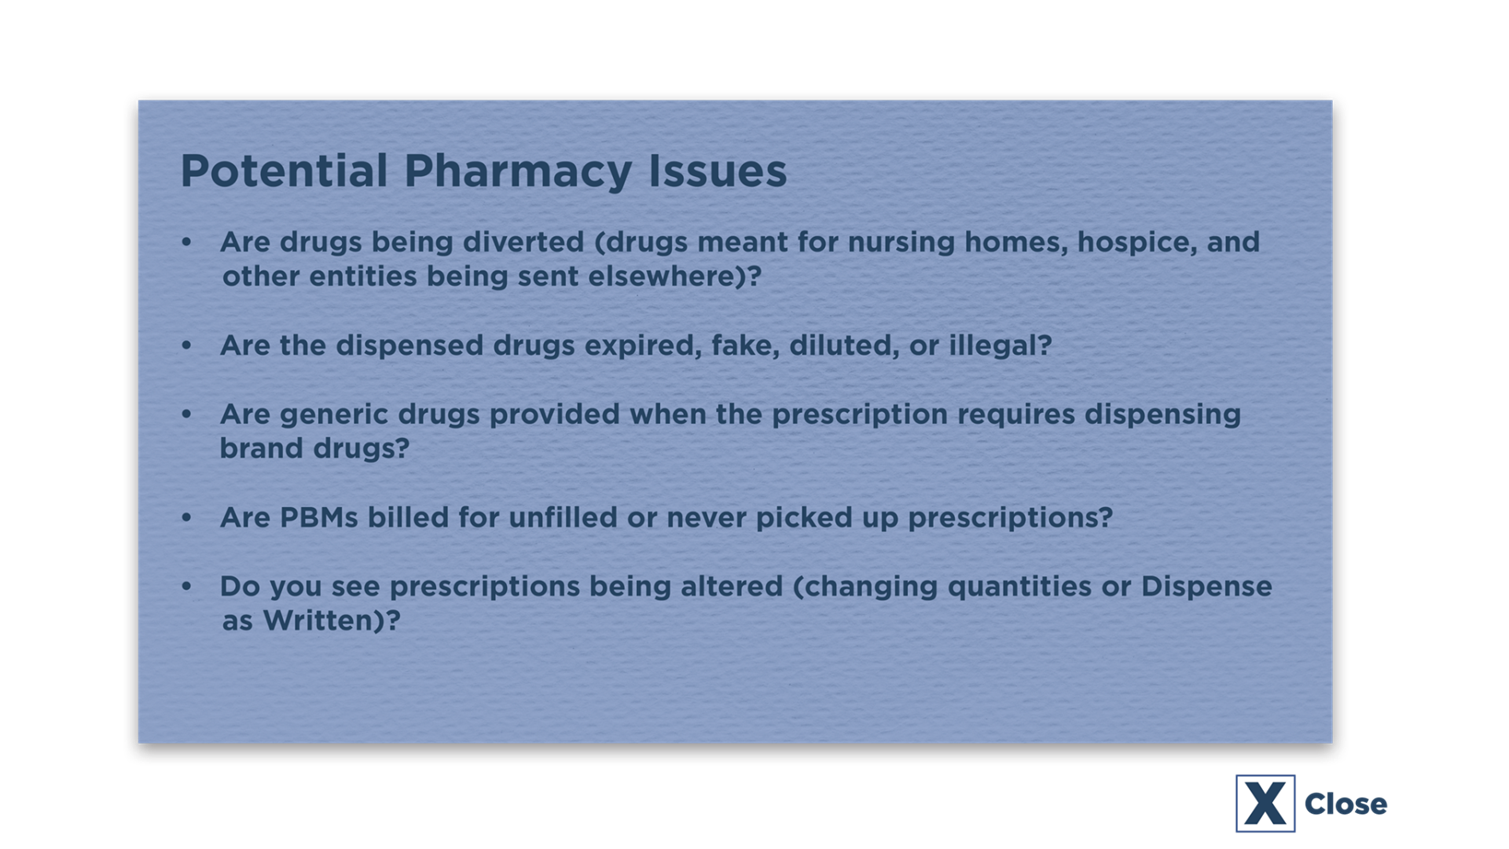 Potential Pharmacy Issues
• Are drugs being diverted (drugs meant for nursing homes, hospice, and
other entities being sent elsewhere)?
• Are the dispensed drugs expired, fake, diluted, or illegal?
• Are generic drugs provided when the prescription requires dispensing
brand drugs?
• Are PBMs billed for unfilled or never picked up prescriptions?
• Do you see prescriptions being altered (changing quantities or Dispense
as Written)?
X Close